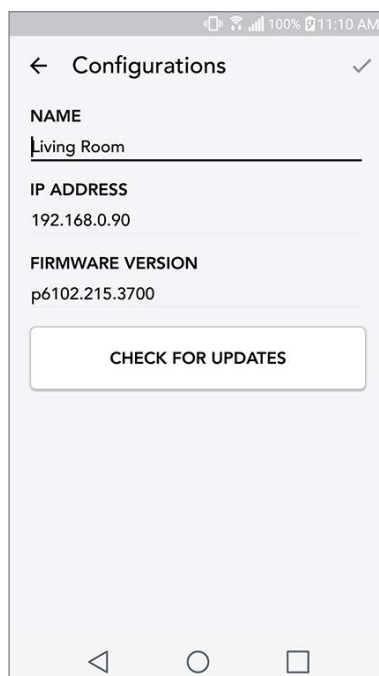 100% 11:10 AM
Configurations
NAME
Living Room
IP ADDRESS
192.168.0.90
FIRMWARE VERSION
p6102.215.3700
CHECK FOR UPDATES